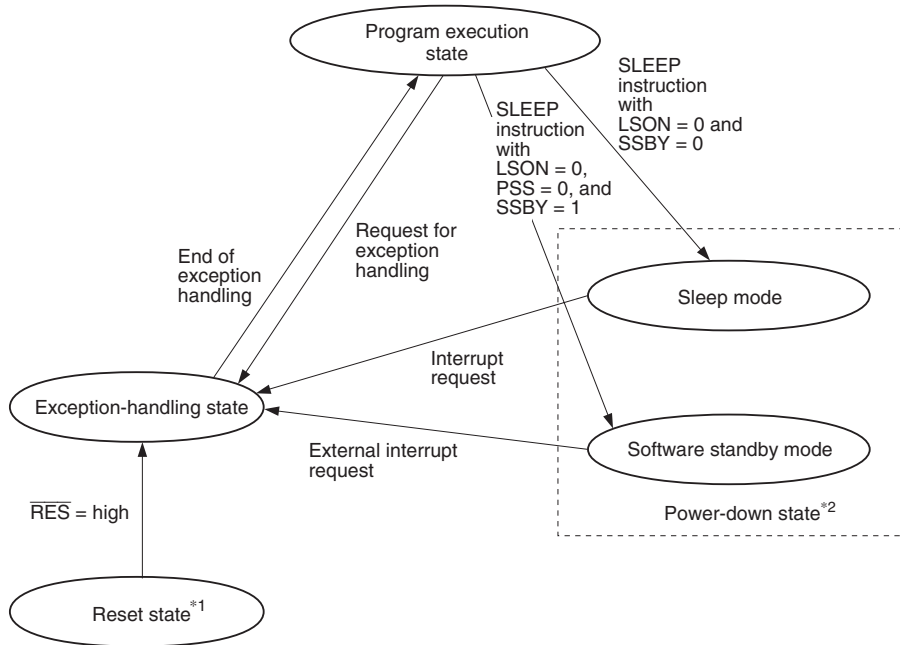 Program execution
state
SLEEP
instruction
with
LSON = 0 and
SSBY = 0
SLEEP
instruction
with
LSON = 0,
PSS = 0, and
SSBY = 1
End of
exception
handling
Request for
exception
handling
Sleep mode
Interrupt
request
Exception-handling state
External interrupt
request
Software standby mode
Power-down state*2
R̅E̅S̅ = high
Reset state*1